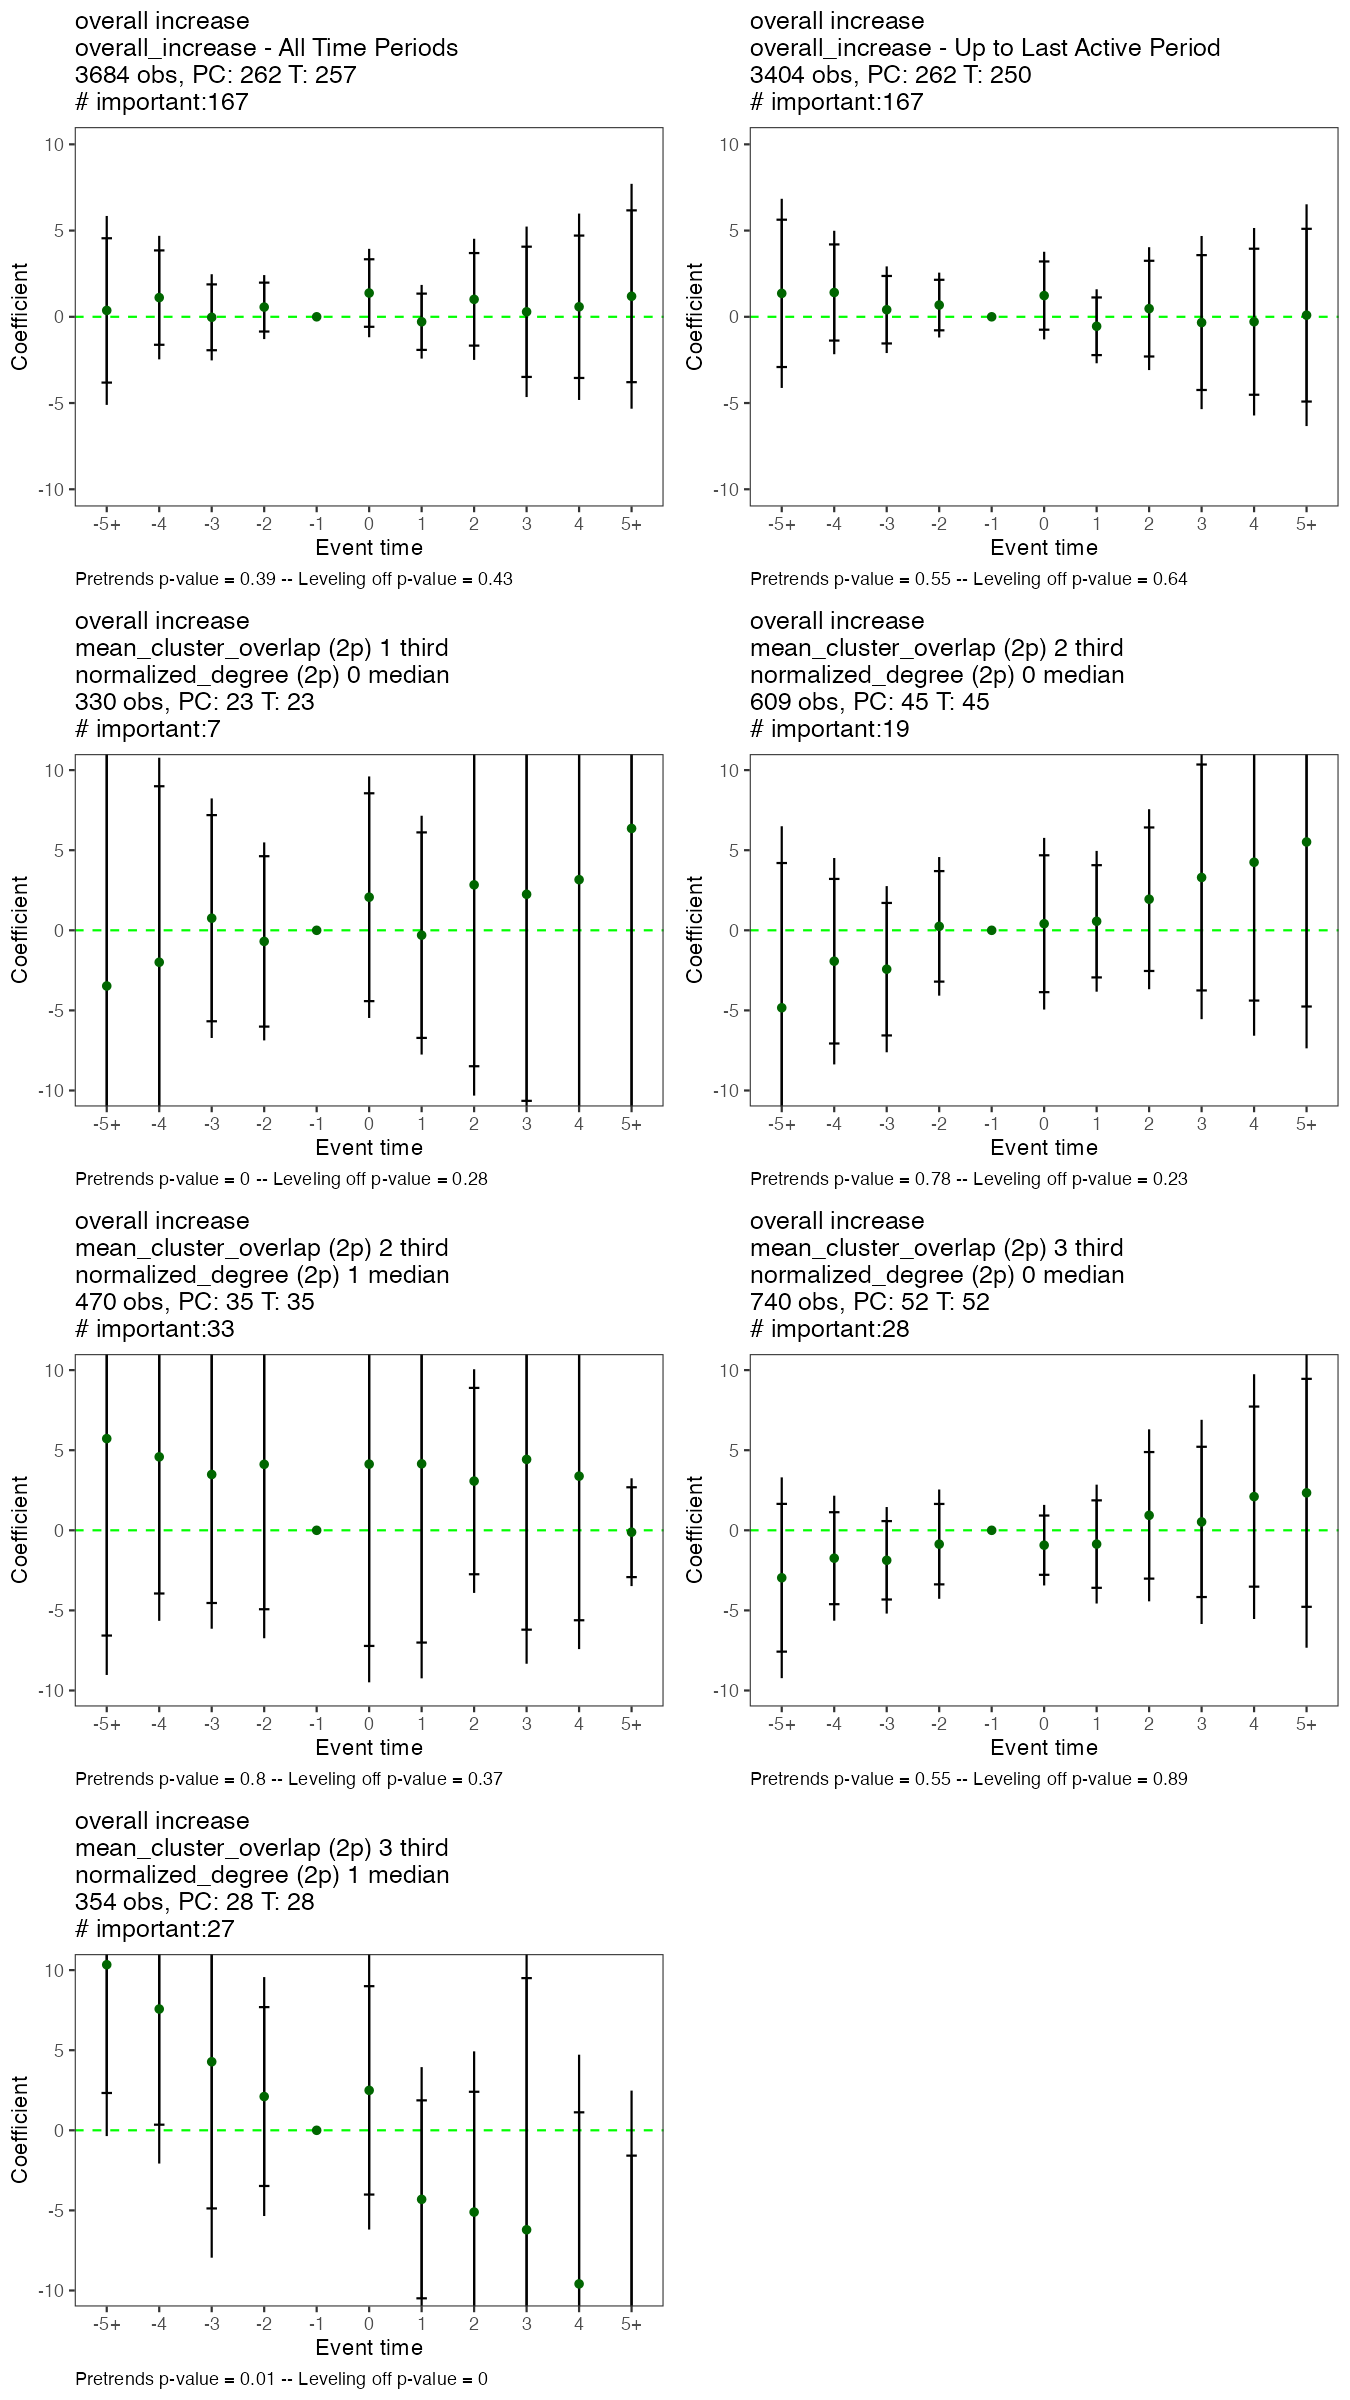 overall increase
overall_increase - All Time Periods
3684 obs, PC: 262 T: 257
# important:167
10
5
0
-5
-10
Coefficient
-5+ -4 -3 -2 -1 0 1 2 3 4 5+
Event time
Pretrends p-value = 0.39 -- Leveling off p-value = 0.43
overall increase
overall_increase - Up to Last Active Period
3404 obs, PC: 262 T: 250
# important:167
10
5
0
-5
-10
Coefficient
-5+ -4 -3 -2 -1 0 1 2 3 4 5+
Event time
Pretrends p-value = 0.55 -- Leveling off p-value = 0.64
overall increase
mean_cluster_overlap (2p) 1 third
normalized_degree (2p) 0 median
330 obs, PC: 23 T: 23
# important:7
10
5
0
-5
-10
Coefficient
-5+ -4 -3 -2 -1 0 1 2 3 4 5+
Event time
Pretrends p-value = 0 -- Leveling off p-value = 0.28
overall increase
mean_cluster_overlap (2p) 2 third
normalized_degree (2p) 0 median
609 obs, PC: 45 T: 45
# important:19
10
5
0
-5
-10
Coefficient
-5+ -4 -3 -2 -1 0 1 2 3 4 5+
Event time
Pretrends p-value = 0.78 -- Leveling off p-value = 0.23
overall increase
mean_cluster_overlap (2p) 2 third
normalized_degree (2p) 1 median
470 obs, PC: 35 T: 35
# important:33
10
5
0
-5
-10
Coefficient
-5+ -4 -3 -2 -1 0 1 2 3 4 5+
Event time
Pretrends p-value = 0.8 -- Leveling off p-value = 0.37
overall increase
mean_cluster_overlap (2p) 3 third
normalized_degree (2p) 0 median
740 obs, PC: 52 T: 52
# important:28
10
5
0
-5
-10
Coefficient
-5+ -4 -3 -2 -1 0 1 2 3 4 5+
Event time
Pretrends p-value = 0.55 -- Leveling off p-value = 0.89
overall increase
mean_cluster_overlap (2p) 3 third
normalized_degree (2p) 1 median
354 obs, PC: 28 T: 28
# important:27
10
5
0
-5
-10
Coefficient
-5+ -4 -3 -2 -1 0 1 2 3 4 5+
Event time
Pretrends p-value = 0.01 -- Leveling off p-value = 0